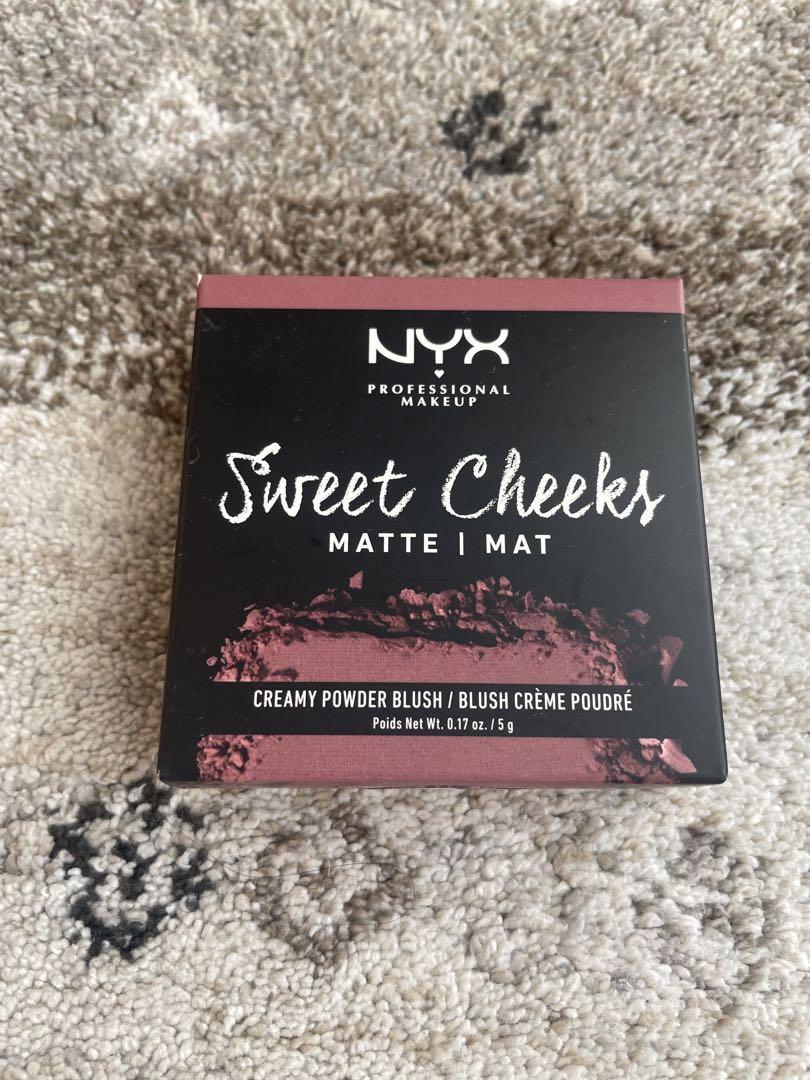 NYX
PROFESSIONAL
MAKEUP
Sweet Cheeks
MATTE | MAT
CREAMY POWDER BLUSH / BLUSH CRÈME POUDRÉ
Poids Net Wt. 0.17 oz. / 5 g